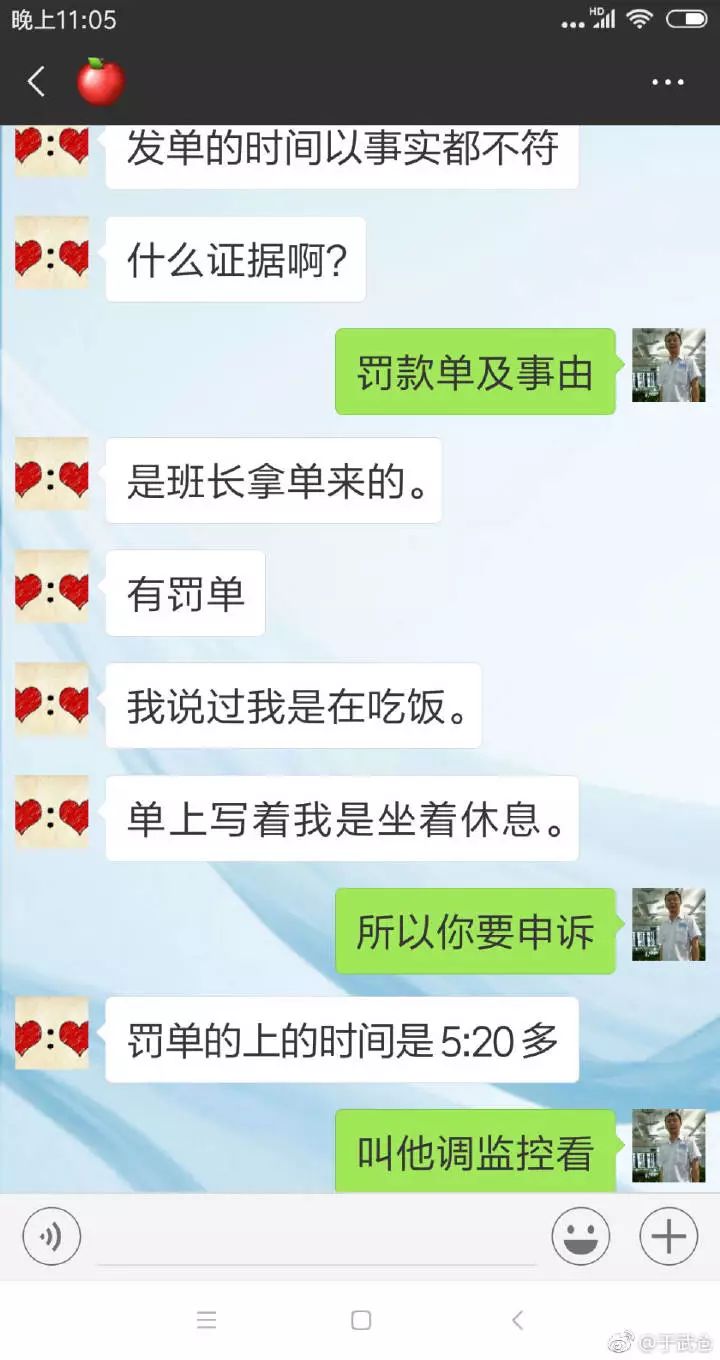 晚上11:05
HD
发单的时间以事实都不符
什么证据啊?
罚款单及事由
是班长拿单来的。
有罚单
我说过我是在吃饭。
单上写着我是坐着休息。
所以你要申诉
罚单的上的时间是5:20多
叫他调监控看
@于武仓